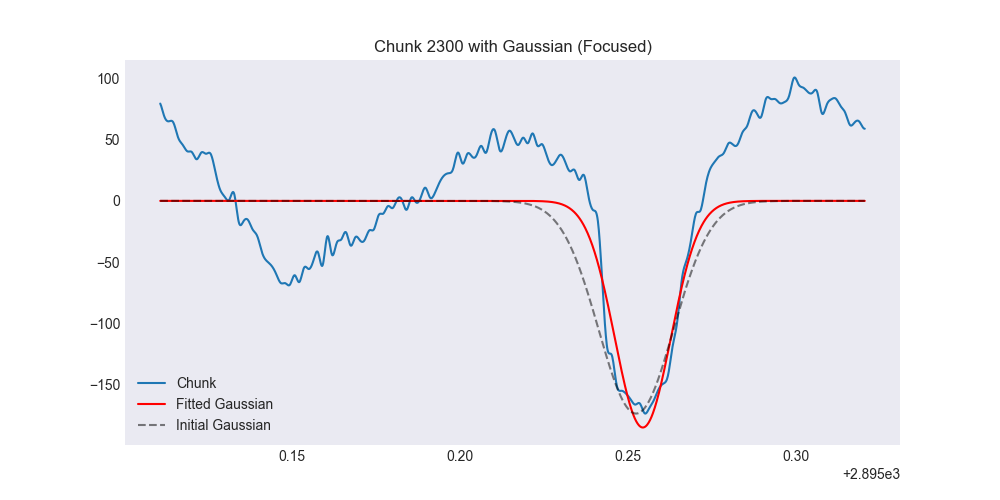 Chunk 2300 with Gaussian (Focused)
100
50
0
−50
−100
−150
Chunk
Fitted Gaussian
Initial Gaussian
0.15 0.20 0.25 0.30
+2.895e3